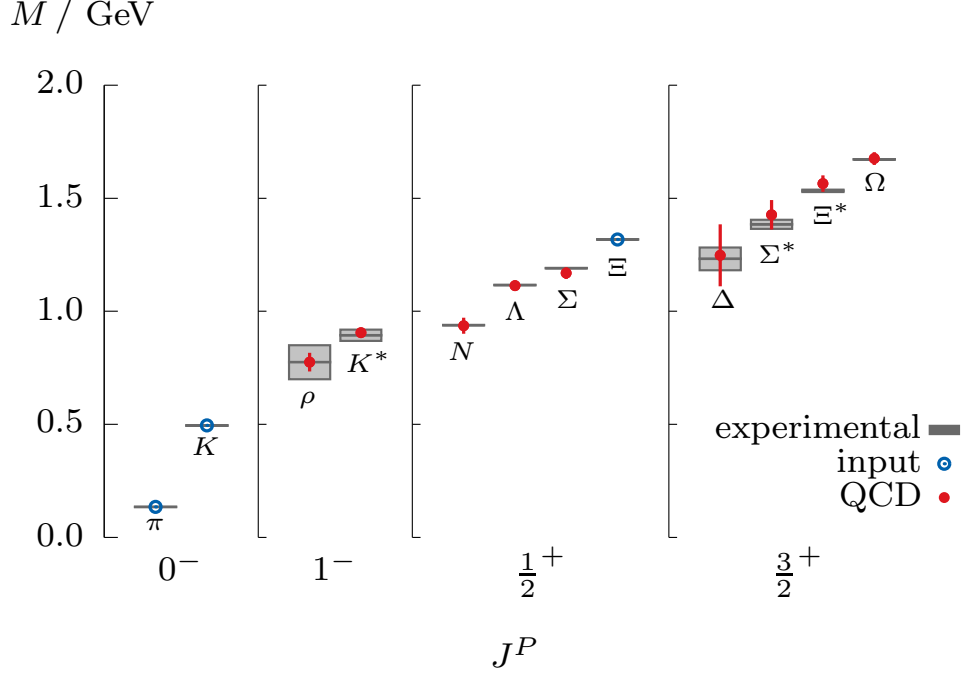 M / GeV
2.0
1.5
1.0
0.5
0.0
π
K
ρ
K*
N
Λ
Σ
Ξ
Δ
Σ*
Ξ*
Ω
experimental
input
QCD
0⁻ 1⁻ 1/2⁺ 3/2⁺
J^P